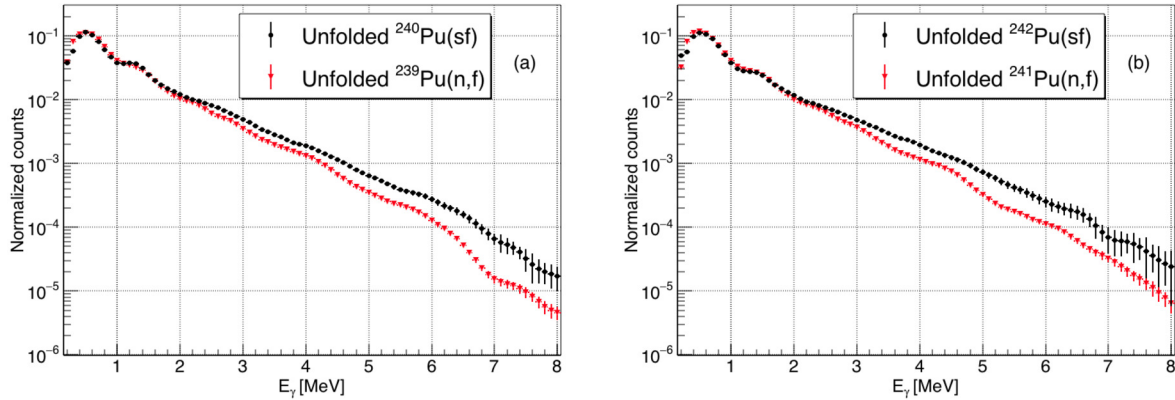 Unfolded ²⁴⁰Pu(sf)
Unfolded ²³⁹Pu(n,f)
(a)
Normalized counts
10⁻¹
10⁻²
10⁻³
10⁻⁴
10⁻⁵
10⁻⁶
1 2 3 4 5 6 7 8
E_γ [MeV]
Unfolded ²⁴²Pu(sf)
Unfolded ²⁴¹Pu(n,f)
(b)
Normalized counts
10⁻¹
10⁻²
10⁻³
10⁻⁴
10⁻⁵
10⁻⁶
1 2 3 4 5 6 7 8
E_γ [MeV]